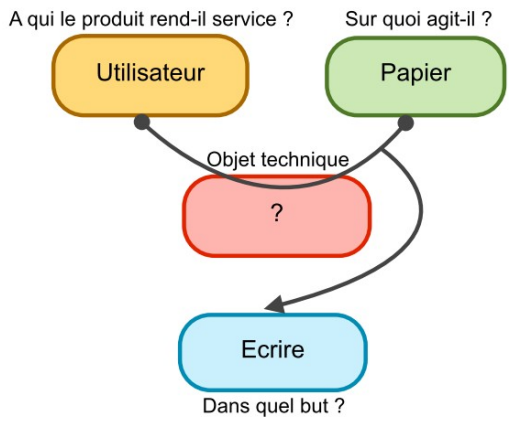 A qui le produit rend-il service ?
Sur quoi agit-il ?
Utilisateur
Papier
Objet technique
?
Ecrire
Dans quel but ?